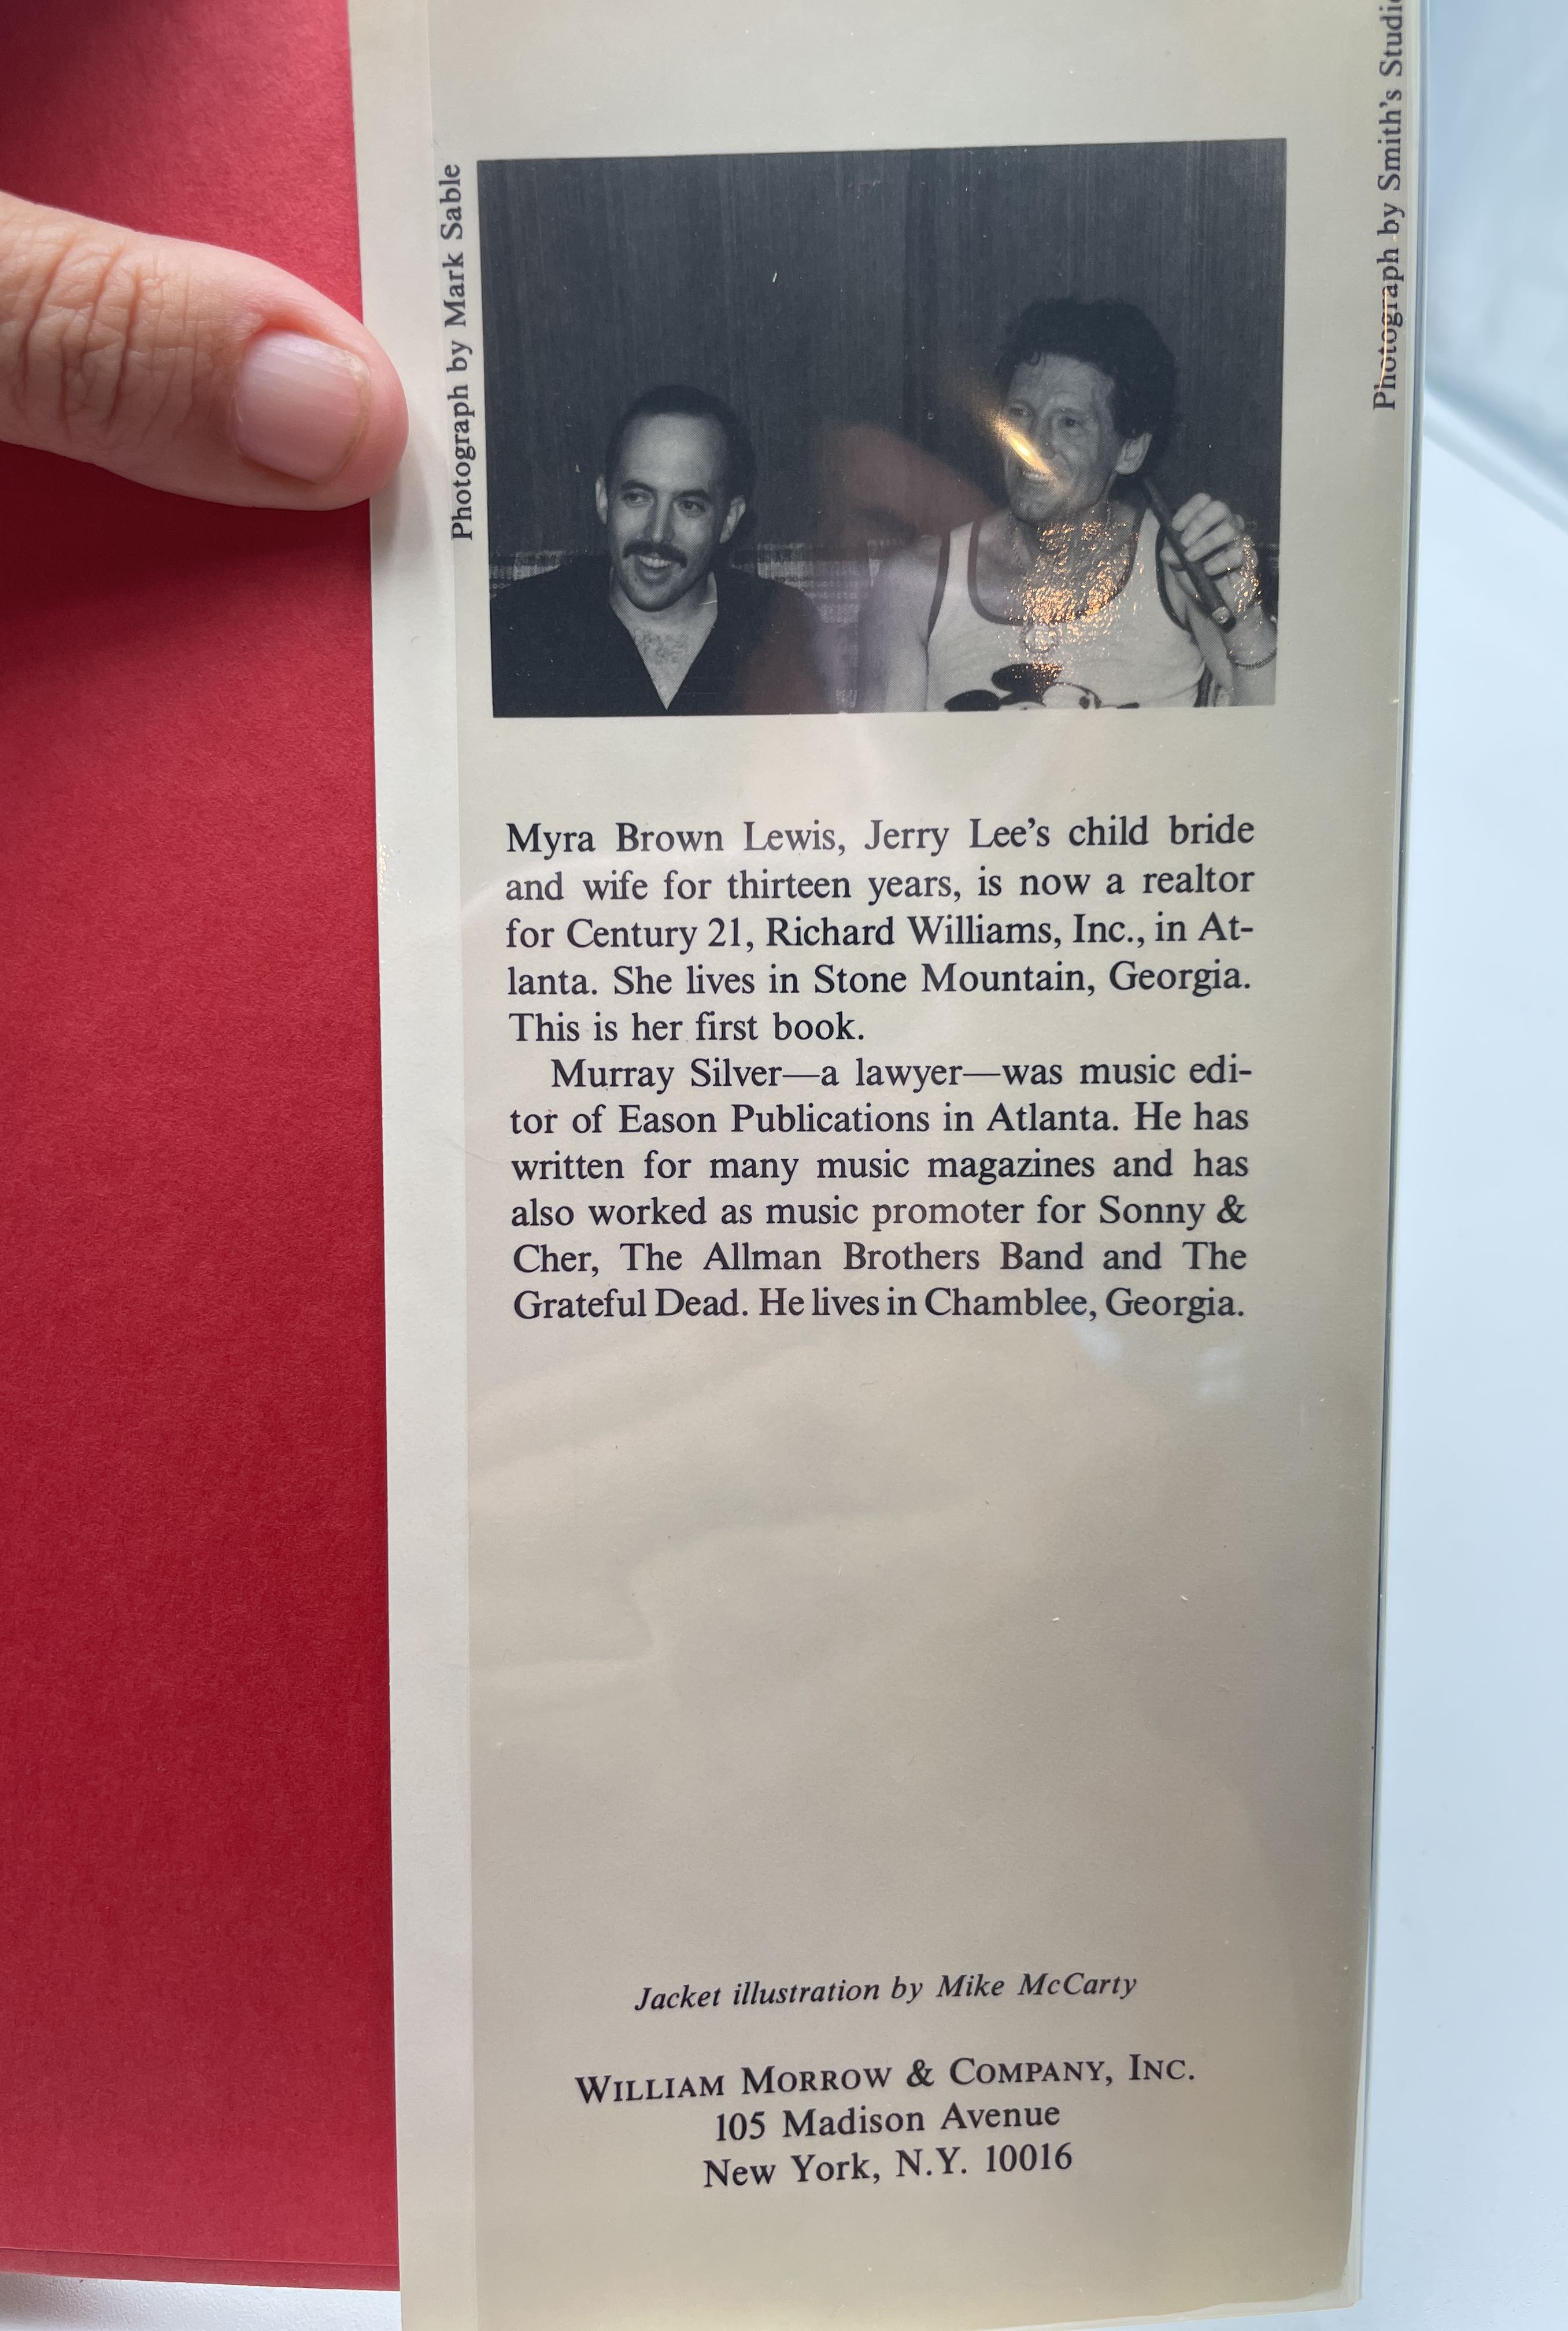 Photograph by Mark Sable
Photograph by Smith's Studio
Myra Brown Lewis, Jerry Lee's child bride
and wife for thirteen years, is now a realtor
for Century 21, Richard Williams, Inc., in At-
lanta. She lives in Stone Mountain, Georgia.
This is her first book.
Murray Silver—a lawyer—was music edi-
tor of Eason Publications in Atlanta. He has
written for many music magazines and has
also worked as music promoter for Sonny &
Cher, The Allman Brothers Band and The
Grateful Dead. He lives in Chamblee, Georgia.
Jacket illustration by Mike McCarty
WILLIAM MORROW & COMPANY, INC.
105 Madison Avenue
New York, N.Y. 10016